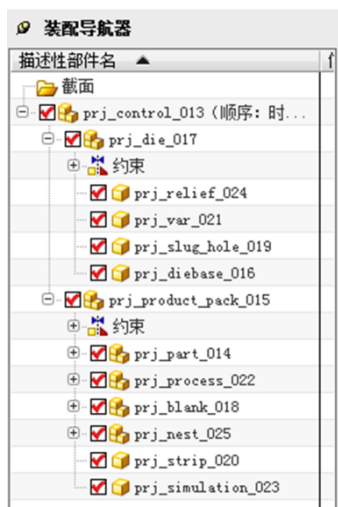 装配导航器
描述性部件名
截面
prj_control_013 (顺序: 时...
prj_die_017
约束
prj_relief_024
prj_var_021
prj_slug_hole_019
prj_diebase_016
prj_product_pack_015
约束
prj_part_014
prj_process_022
prj_blank_018
prj_nest_025
prj_strip_020
prj_simulation_023